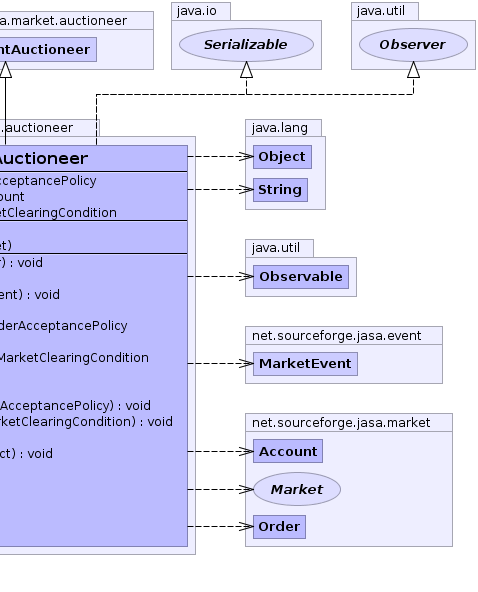 a.market.auctioneer
ntAuctioneer
java.io
Serializable
java.util
Observer
.auctioneer
Auctioneer
cceptancePolicy
ount
etClearingCondition
et)
r) : void
ent) : void
derAcceptancePolicy
MarketClearingCondition
AcceptancePolicy) : void
rketClearingCondition) : void
ct) : void
java.lang
Object
String
java.util
Observable
net.sourceforge.jasa.event
MarketEvent
net.sourceforge.jasa.market
Account
Market
Order